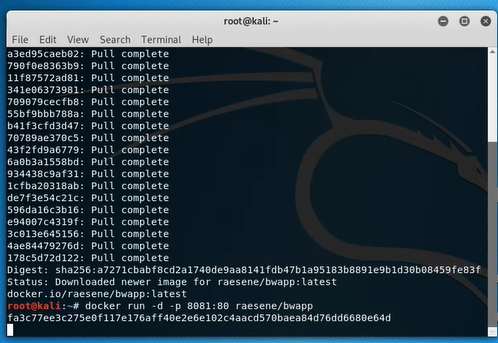 root@kali: ~
File Edit View Search Terminal Help
a3ed95caeb02: Pull complete
790f0e8363b9: Pull complete
11f87572ad81: Pull complete
341e06373981: Pull complete
709079cecfb8: Pull complete
55bf9bbb788a: Pull complete
b41f3cfd3d47: Pull complete
70789ae370c5: Pull complete
43f2fd9a6779: Pull complete
6a0b3a1558bd: Pull complete
934438c9af31: Pull complete
1cfba20318ab: Pull complete
de7f3e54c21c: Pull complete
596da16c3b16: Pull complete
e94007c4319f: Pull complete
3c013e645156: Pull complete
4ae84479276d: Pull complete
178c5d72d122: Pull complete
Digest: sha256:a7271cbabf8cd2a1740de9aa8141fdb47b1a95183b8891e9b1d30b08459fe83f
Status: Downloaded newer image for raesene/bwapp:latest
docker.io/raesene/bwapp:latest
root@kali:~# docker run -d -p 8081:80 raesene/bwapp
fa3c77ee3c275e0f117e176aff40e2e6e102c4aacd570baea84d76dd6680e64d